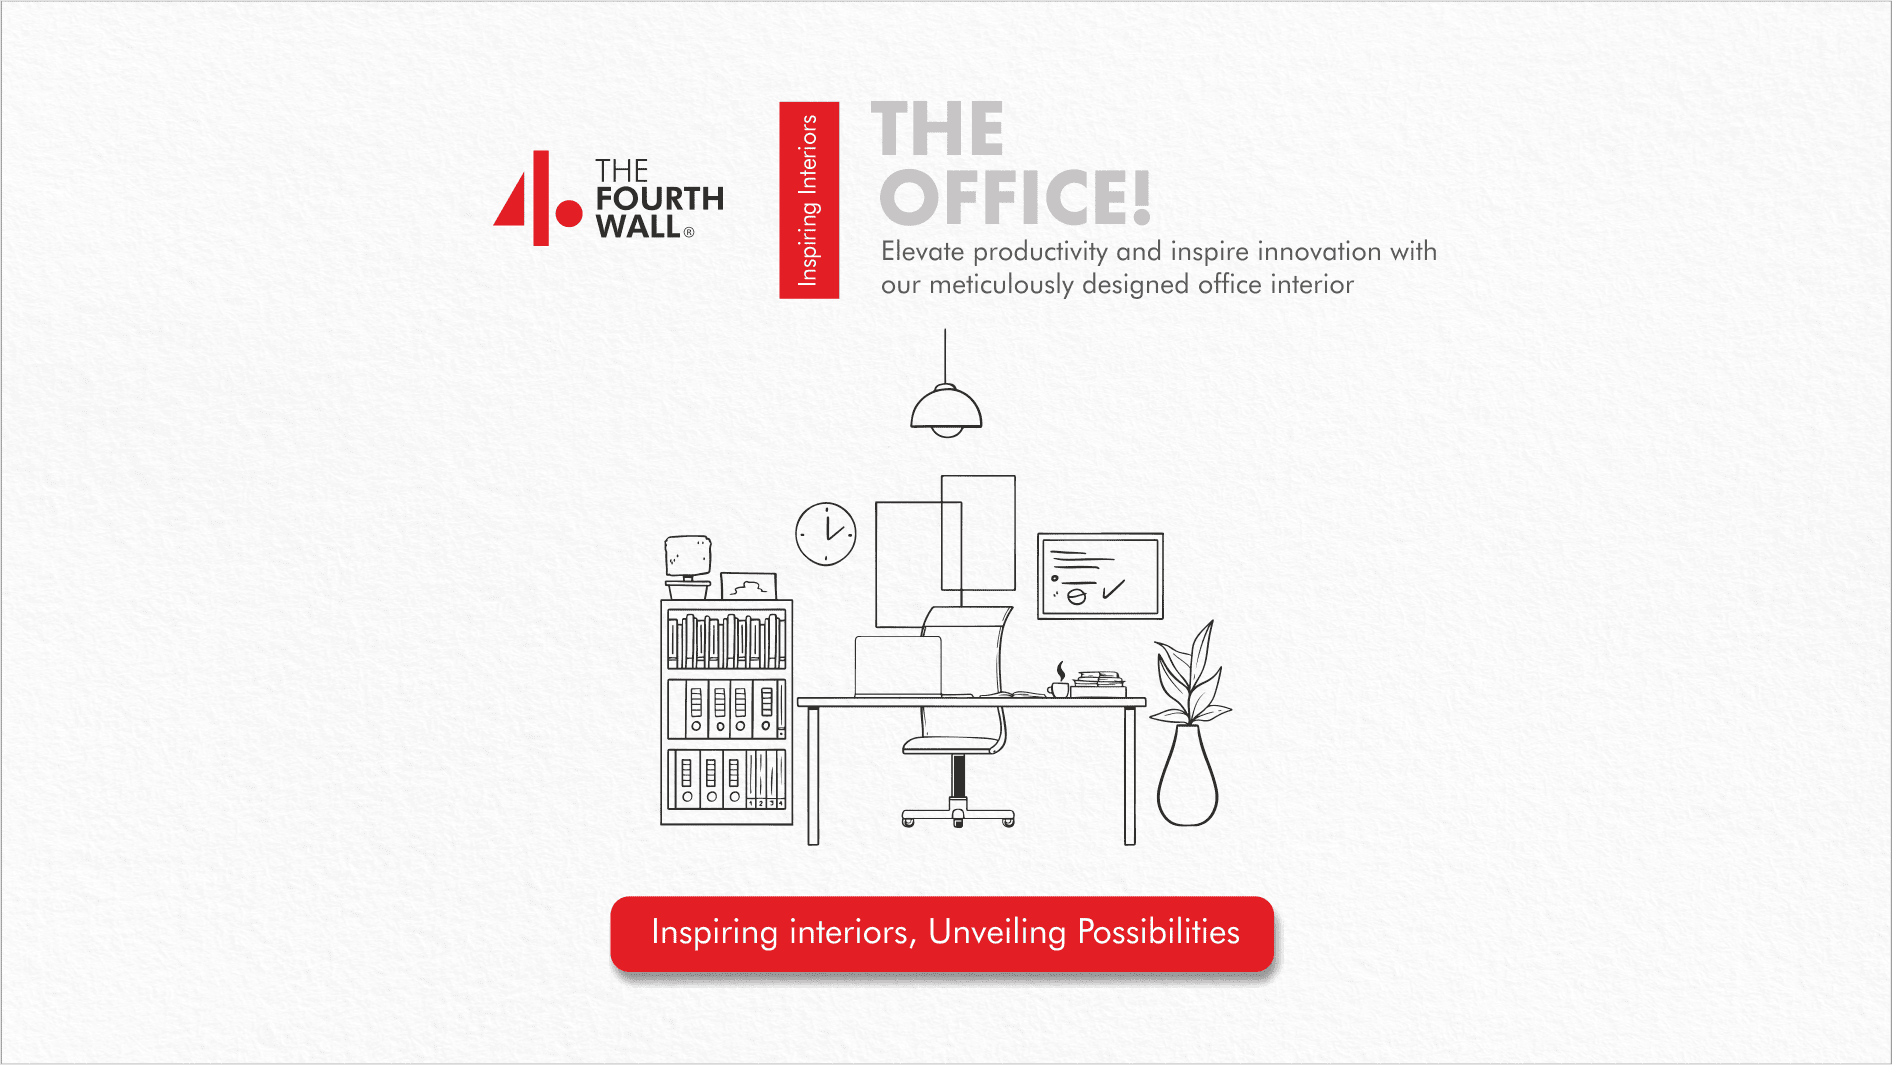 THE
FOURTH
WALL®
Inspiring Interiors
THE
OFFICE!
Elevate productivity and inspire innovation with
our meticulously designed office interior
1 2 3 4
Inspiring interiors, Unveiling Possibilities